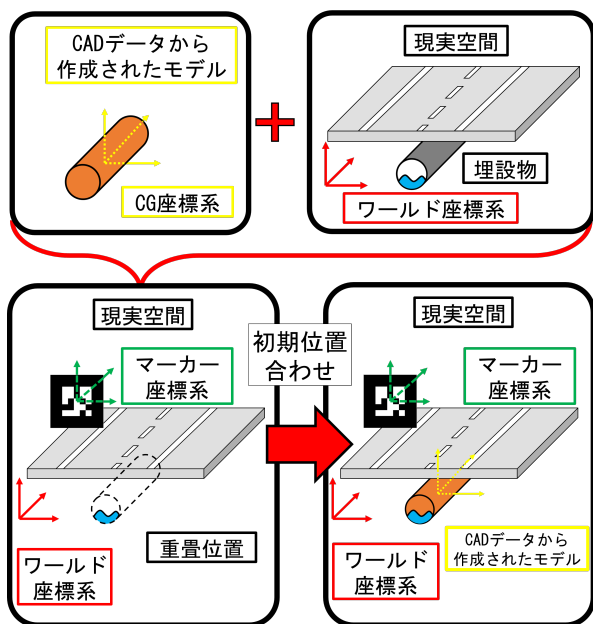 CADデータから
作成されたモデル
CG座標系
現実空間
埋設物
ワールド座標系
現実空間
マーカー
座標系
重畳位置
ワールド
座標系
初期位置
合わせ
現実空間
マーカー
座標系
CADデータから
作成されたモデル
ワールド
座標系